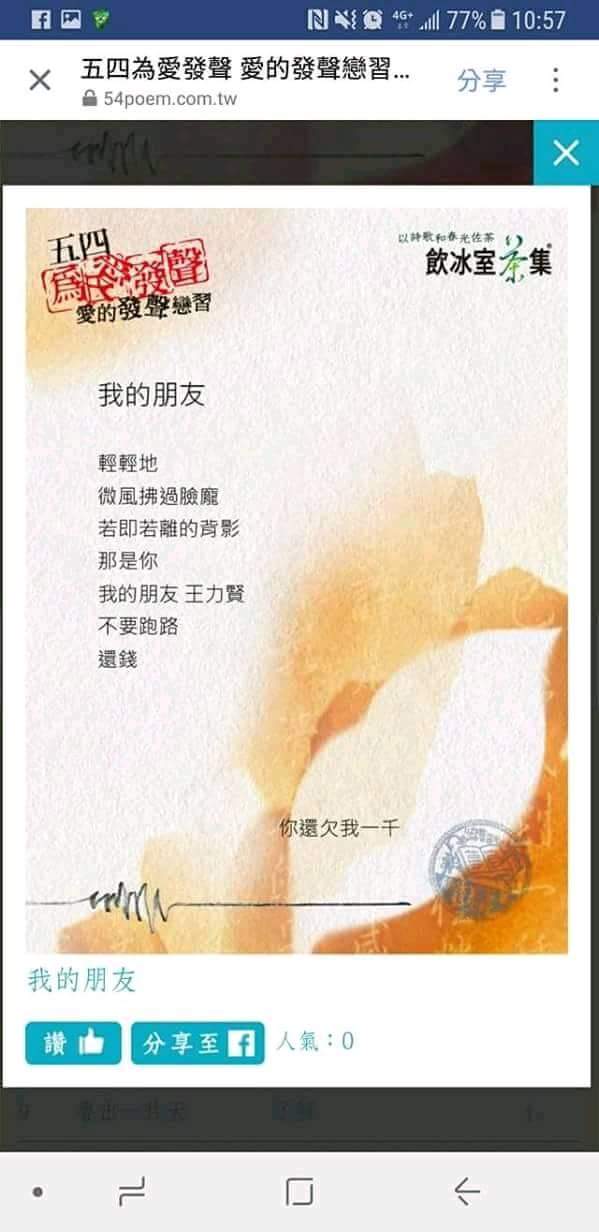 4G+ 77% 10:57
五四為愛發聲 愛的發聲戀習...
分享
54poem.com.tw
五四
為愛發聲
愛的發聲戀習
以詩歌和春光佐茶
飲冰室茶集
我的朋友
輕輕地
微風拂過臉龐
若即若離的背影
那是你
我的朋友 王力賢
不要跑路
還錢
你還欠我一千
我的朋友
讚
分享至
人氣：0